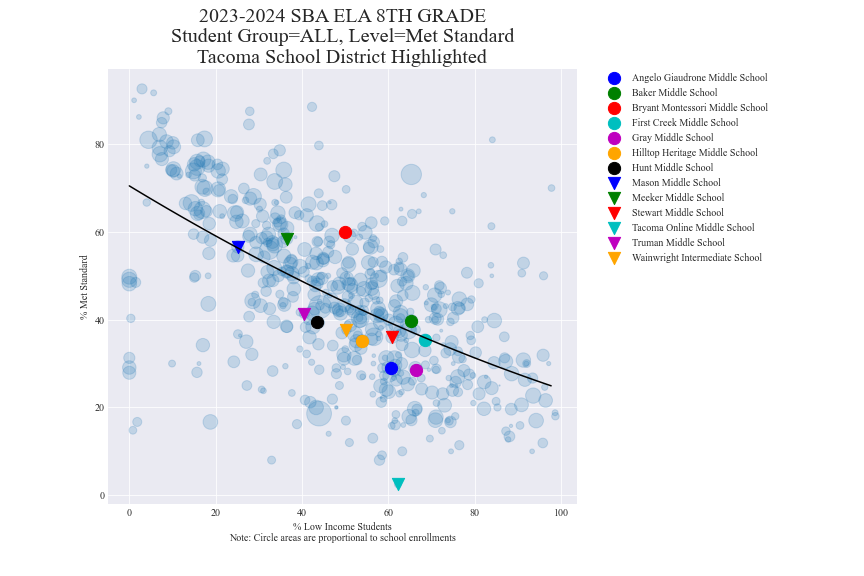 2023-2024 SBA ELA 8TH GRADE
Student Group=ALL, Level=Met Standard
Tacoma School District Highlighted
Angelo Giaudrone Middle School
Baker Middle School
Bryant Montessori Middle School
First Creek Middle School
Gray Middle School
Hilltop Heritage Middle School
Hunt Middle School
Mason Middle School
Meeker Middle School
Stewart Middle School
Tacoma Online Middle School
Truman Middle School
Wainwright Intermediate School
% Met Standard
80
60
40
20
0
0 20 40 60 80 100
% Low Income Students
Note: Circle areas are proportional to school enrollments